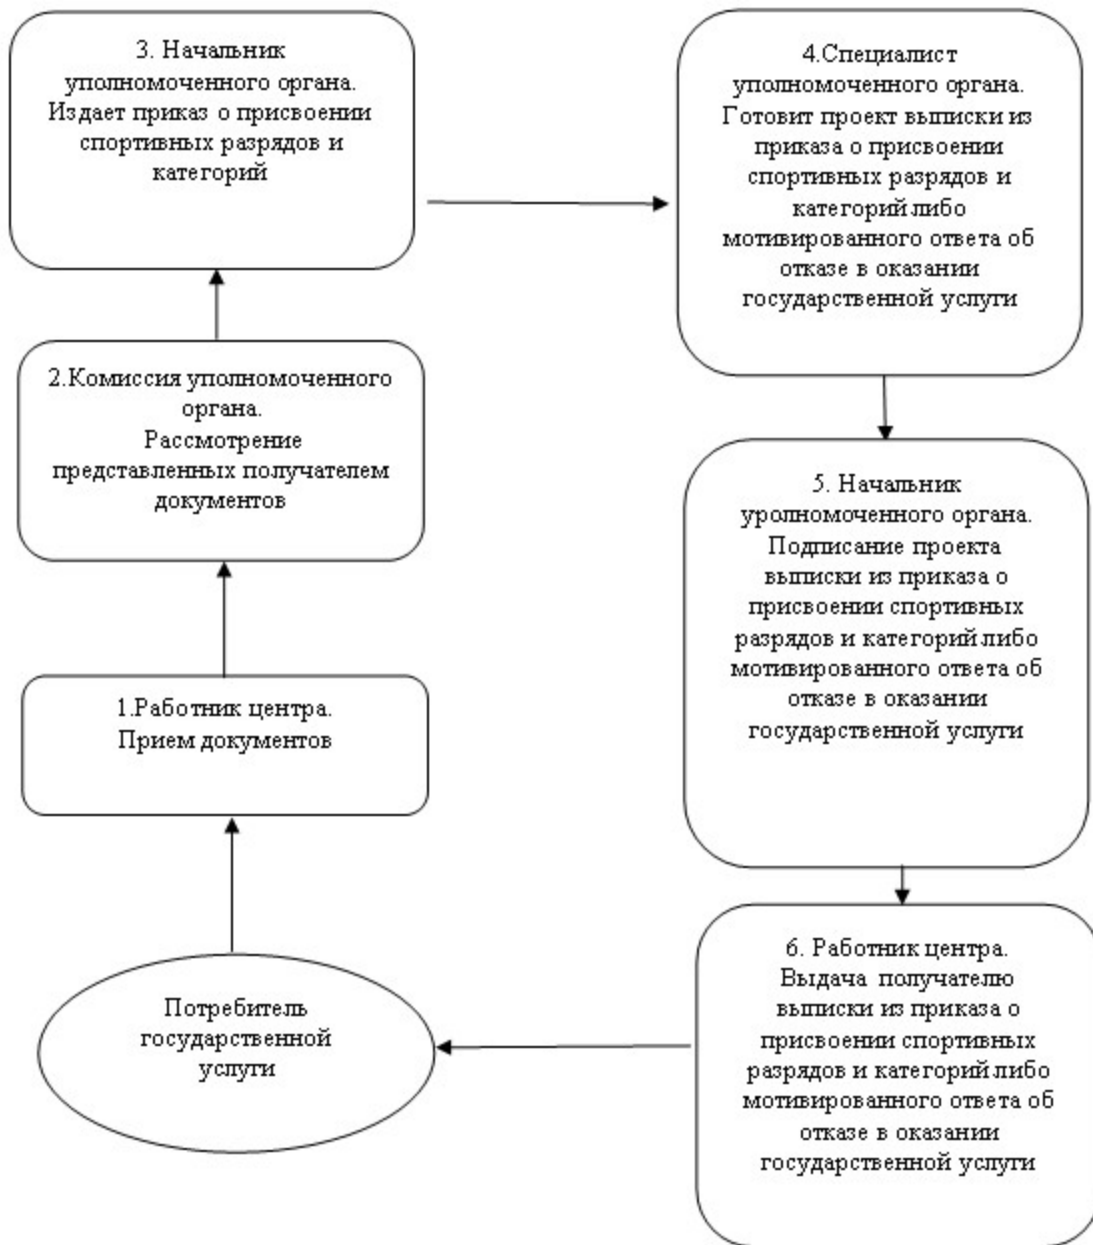 3. Начальник
уполномоченного органа.
Издает приказ о присвоении
спортивных разрядов и
категорий
4.Специалист
уполномоченного органа.
Готовит проект выписки из
приказа о присвоении
спортивных разрядов и
категорий либо
мотивированного ответа об
отказе в оказании
государственной услуги
2.Комиссия уполномоченного
органа.
Рассмотрение
представленных получателем
документов
5. Начальник
уролномоченного органа.
Подписание проекта
выписки из приказа о
присвоении спортивных
разрядов и категорий либо
мотивированного ответа об
отказе в оказании
государственной услуги
1.Работник центра.
Прием документов
6. Работник центра.
Выдача получателю
выписки из приказа о
присвоении спортивных
разрядов и категорий либо
мотивированного ответа об
отказе в оказании
государственной услуги
Потребитель
государственной
услуги